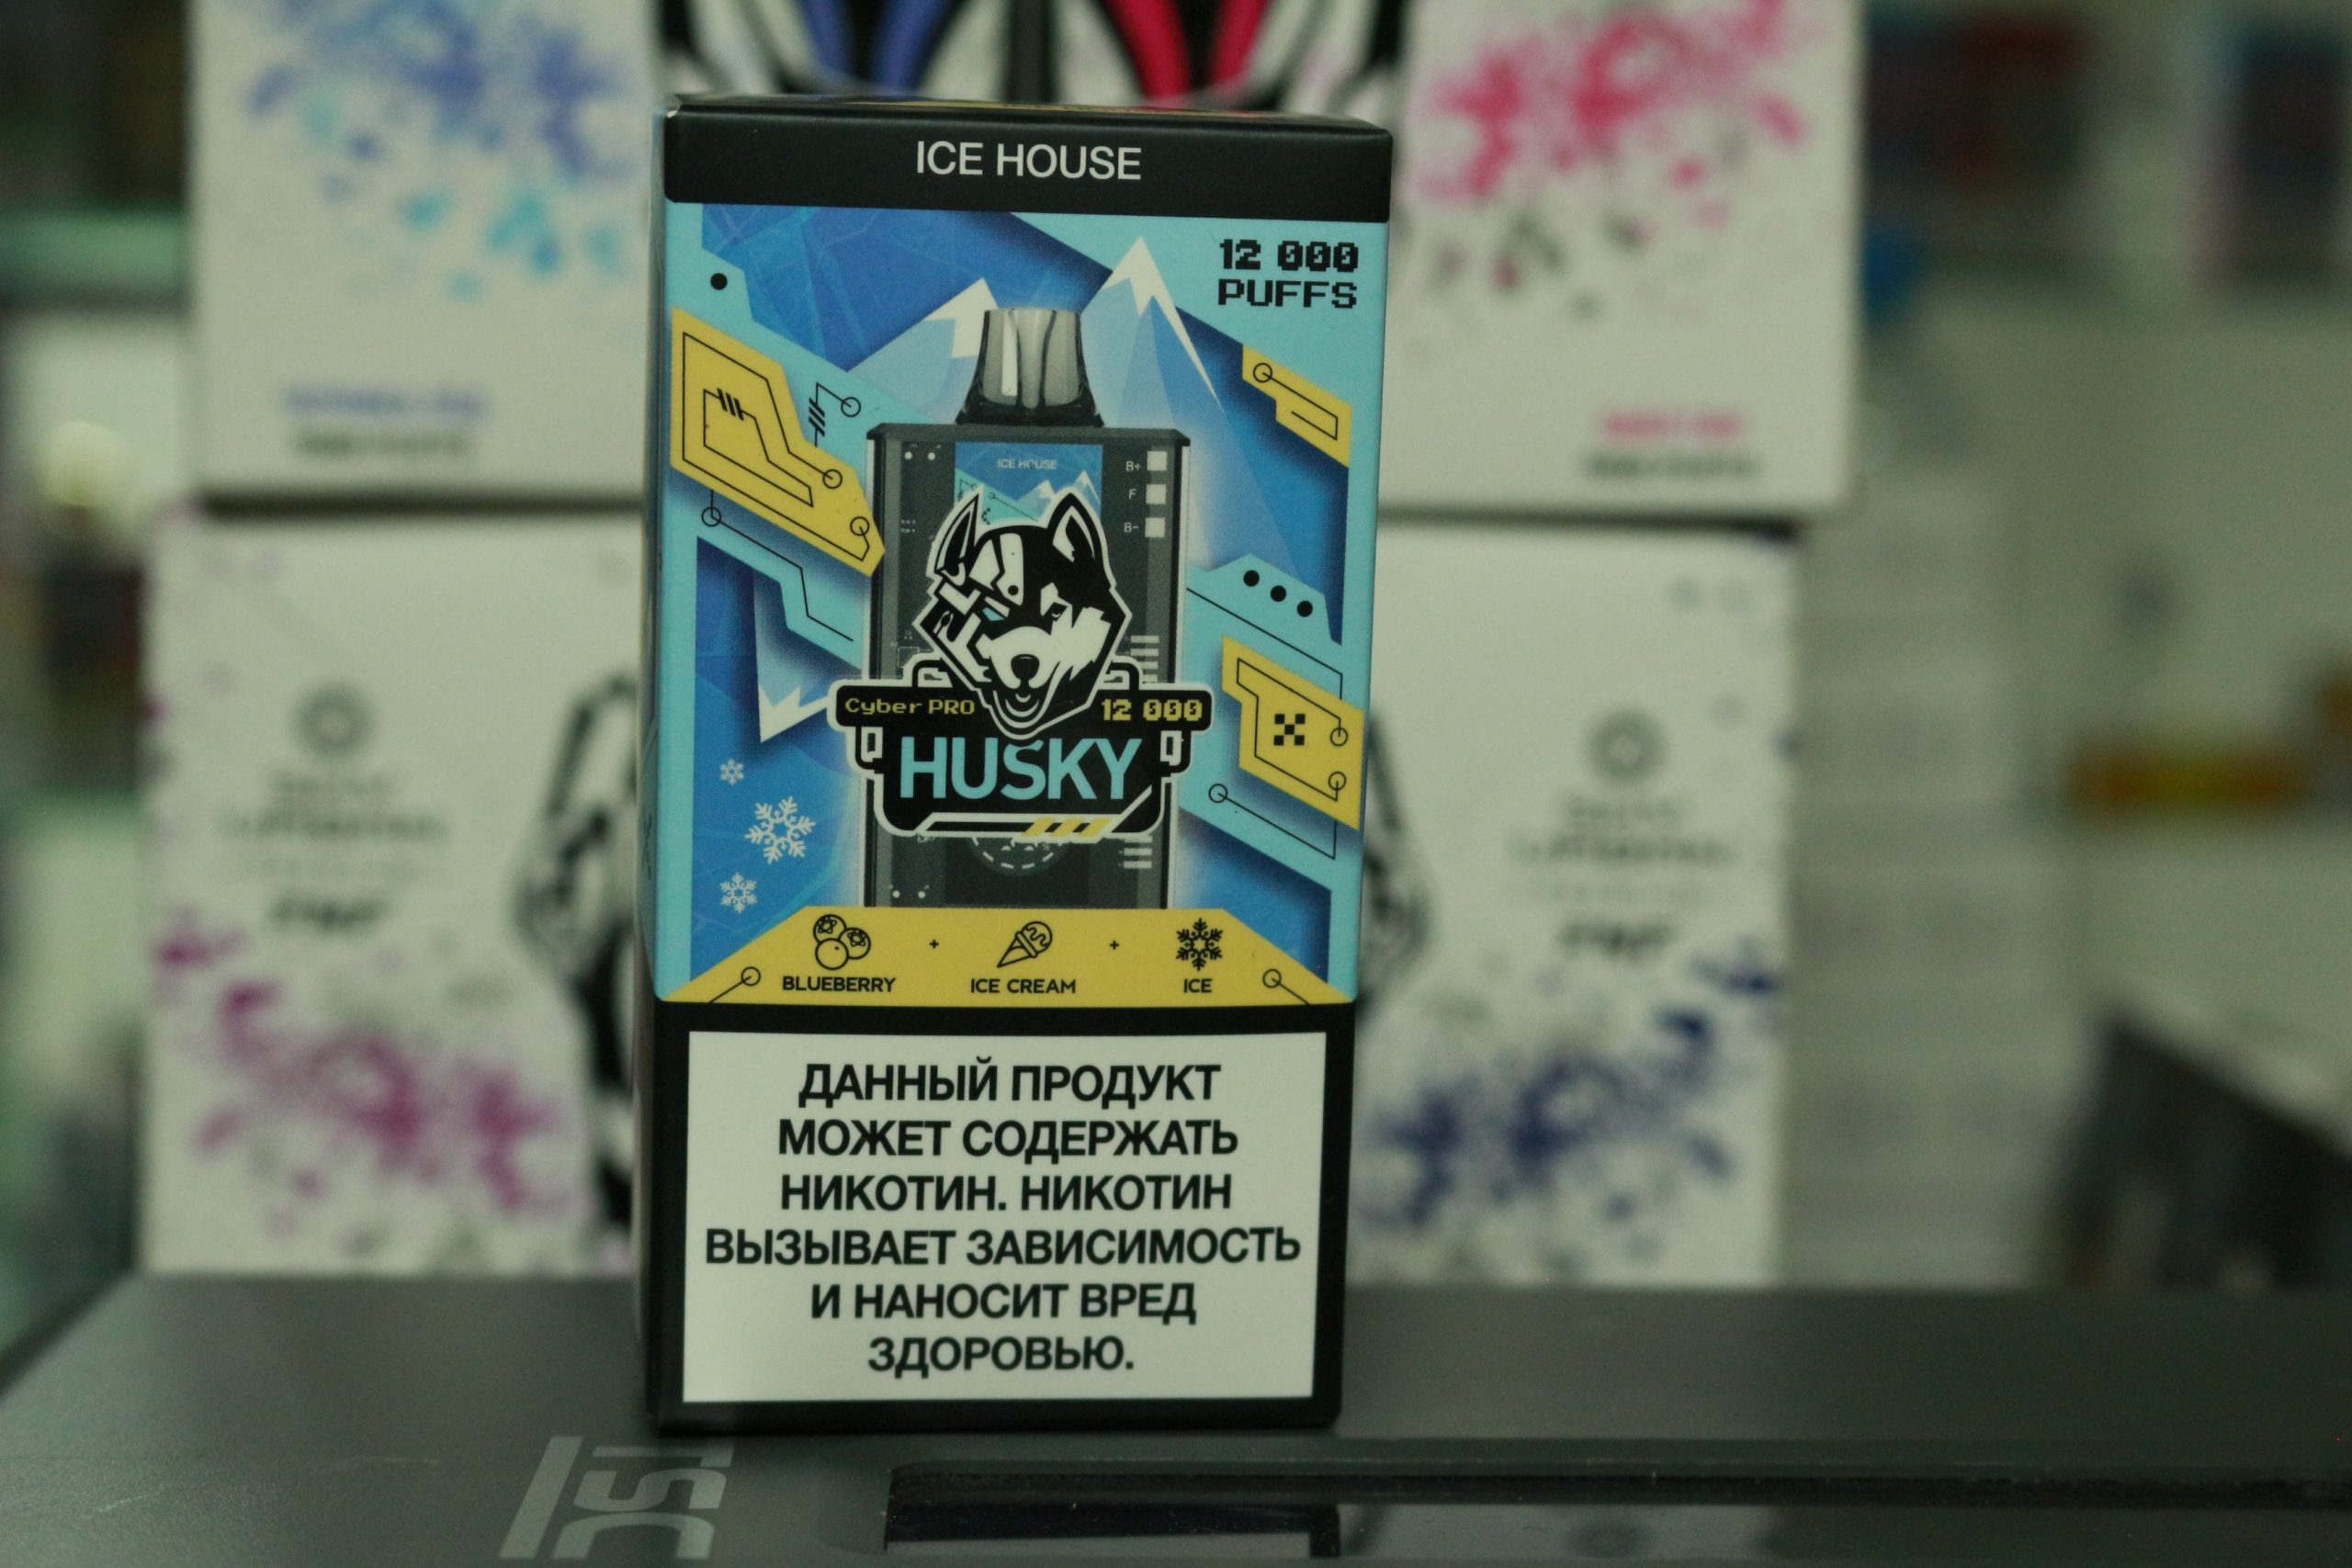 ICE HOUSE
12 000
PUFFS
ICE HOUSE
B+
F
B-
Cyber PRO 12 000
HUSKY
BLUEBERRY + ICE CREAM + ICE
ДАННЫЙ ПРОДУКТ
МОЖЕТ СОДЕРЖАТЬ
НИКОТИН. НИКОТИН
ВЫЗЫВАЕТ ЗАВИСИМОСТЬ
И НАНОСИТ ВРЕД
ЗДОРОВЬЮ.